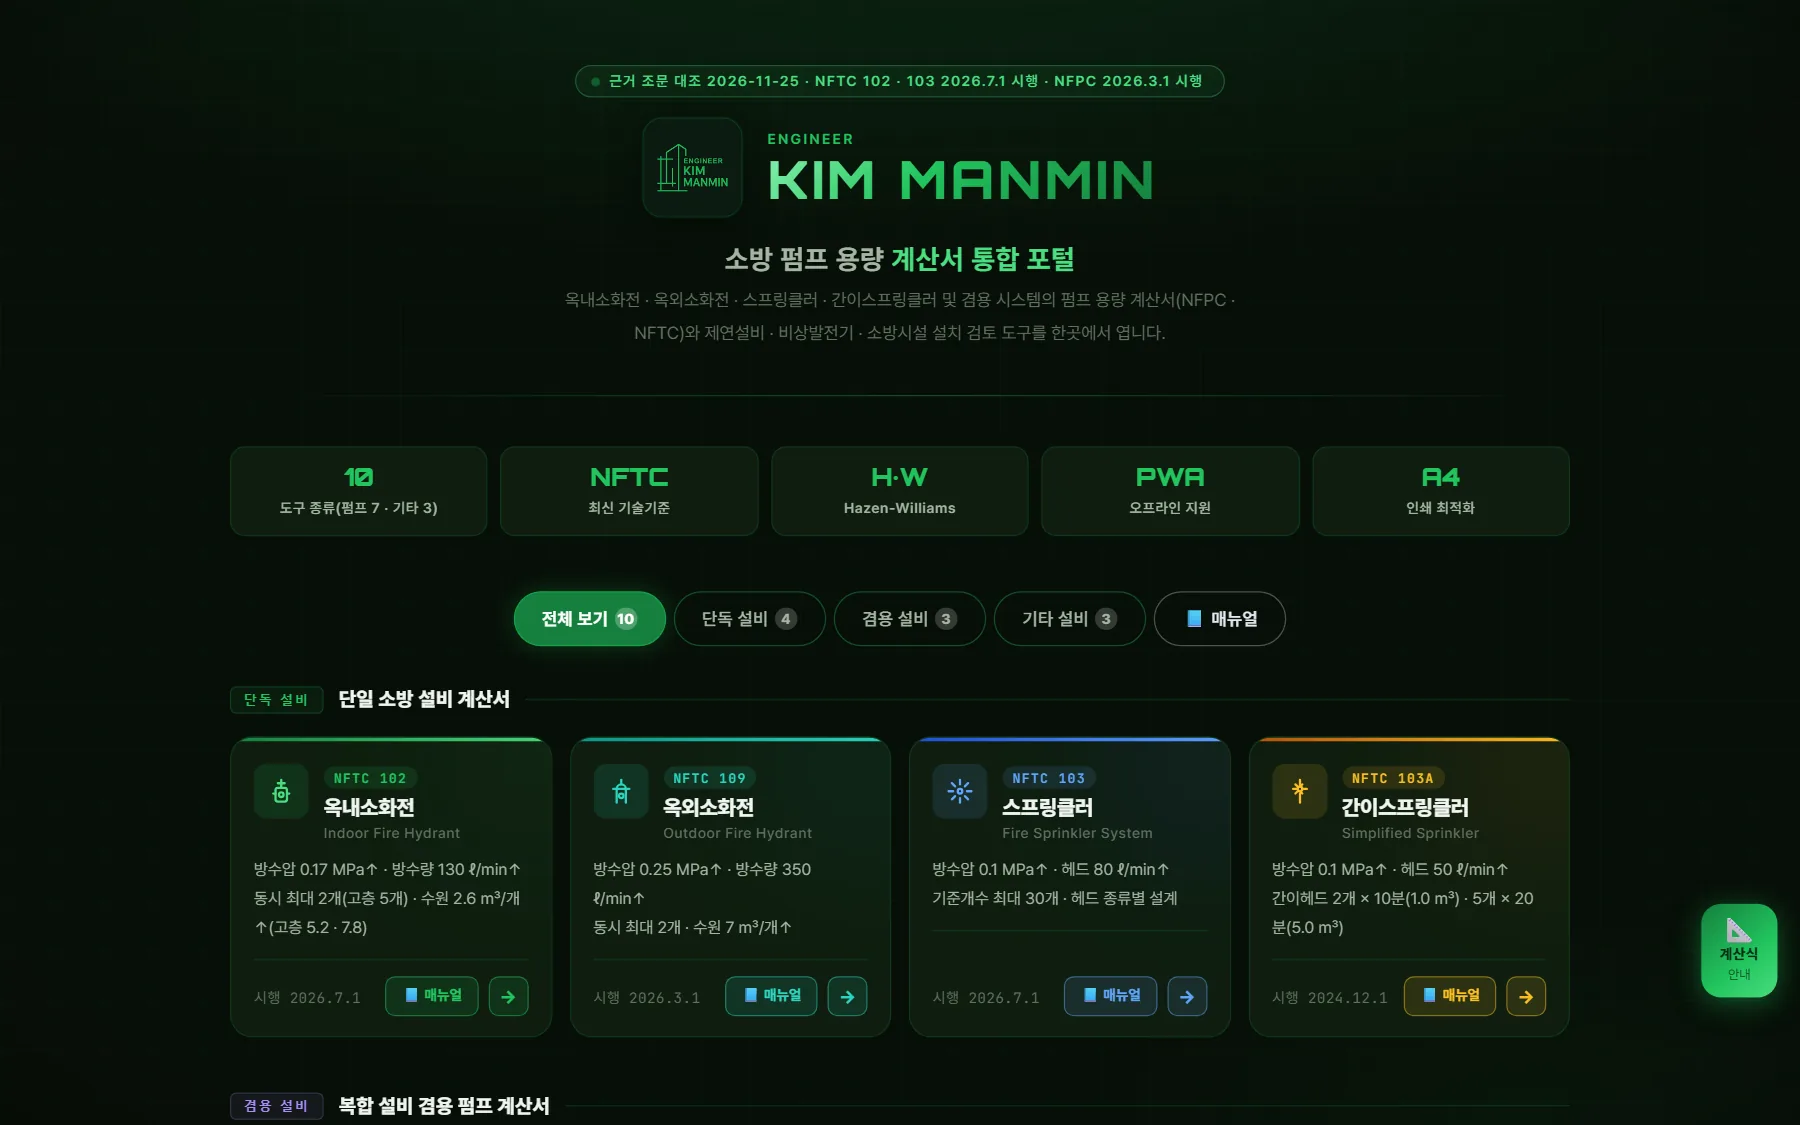 근거 조문 대조 2026-11-25 · NFTC 102 · 103 2026.7.1 시행 · NFPC 2026.3.1 시행
ENGINEER
KIM
MANMIN
ENGINEER
KIM MANMIN
소방 펌프 용량 계산서 통합 포털
옥내소화전 · 옥외소화전 · 스프링클러 · 간이스프링클러 및 겸용 시스템의 펌프 용량 계산서(NFPC ·
NFTC)와 제연설비 · 비상발전기 · 소방시설 설치 검토 도구를 한곳에서 엽니다.
10
도구 종류(펌프 7 · 기타 3)
NFTC
최신 기술기준
H·W
Hazen-Williams
PWA
오프라인 지원
A4
인쇄 최적화
전체 보기 10
단독 설비 4
겸용 설비 3
기타 설비 3
📘 매뉴얼
단독 설비 단일 소방 설비 계산서
NFTC 102
옥내소화전
Indoor Fire Hydrant
방수압 0.17 MPa↑ · 방수량 130 ℓ/min↑
동시 최대 2개(고층 5개) · 수원 2.6 m³/개
↑(고층 5.2 · 7.8)
시행 2026.7.1 📘 매뉴얼 →
NFTC 109
옥외소화전
Outdoor Fire Hydrant
방수압 0.25 MPa↑ · 방수량 350
ℓ/min↑
동시 최대 2개 · 수원 7 m³/개↑
시행 2026.3.1 📘 매뉴얼 →
NFTC 103
스프링클러
Fire Sprinkler System
방수압 0.1 MPa↑ · 헤드 80 ℓ/min↑
기준개수 최대 30개 · 헤드 종류별 설계
시행 2026.7.1 📘 매뉴얼 →
NFTC 103A
간이스프링클러
Simplified Sprinkler
방수압 0.1 MPa↑ · 헤드 50 ℓ/min↑
간이헤드 2개 × 10분(1.0 m³) · 5개 × 20
분(5.0 m³)
시행 2024.12.1 📘 매뉴얼 →
📐
계산식
안내
겸용 설비 복합 설비 겸용 펌프 계산서